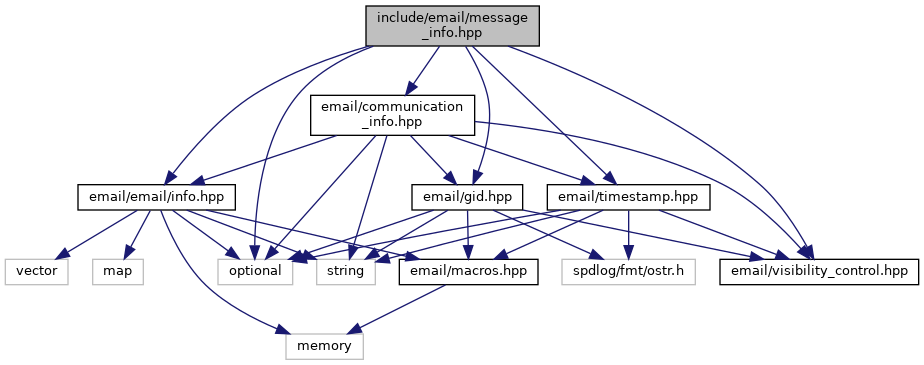 include/email/message
_info.hpp
email/communication
_info.hpp
email/email/info.hpp
email/gid.hpp
email/timestamp.hpp
vector
map
optional
string
email/macros.hpp
spdlog/fmt/ostr.h
email/visibility_control.hpp
memory